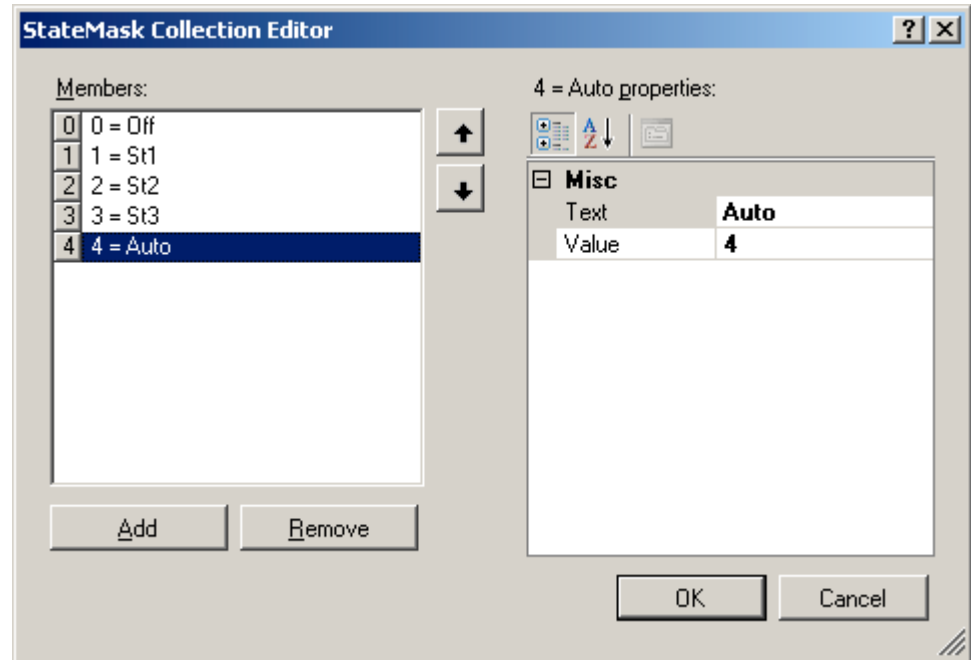 StateMask Collection Editor
Members:
0 0 = Off
1 1 = St1
2 2 = St2
3 3 = St3
4 4 = Auto
Add Remove
4 = Auto properties:
A
Z
Misc
Text Auto
Value 4
OK Cancel